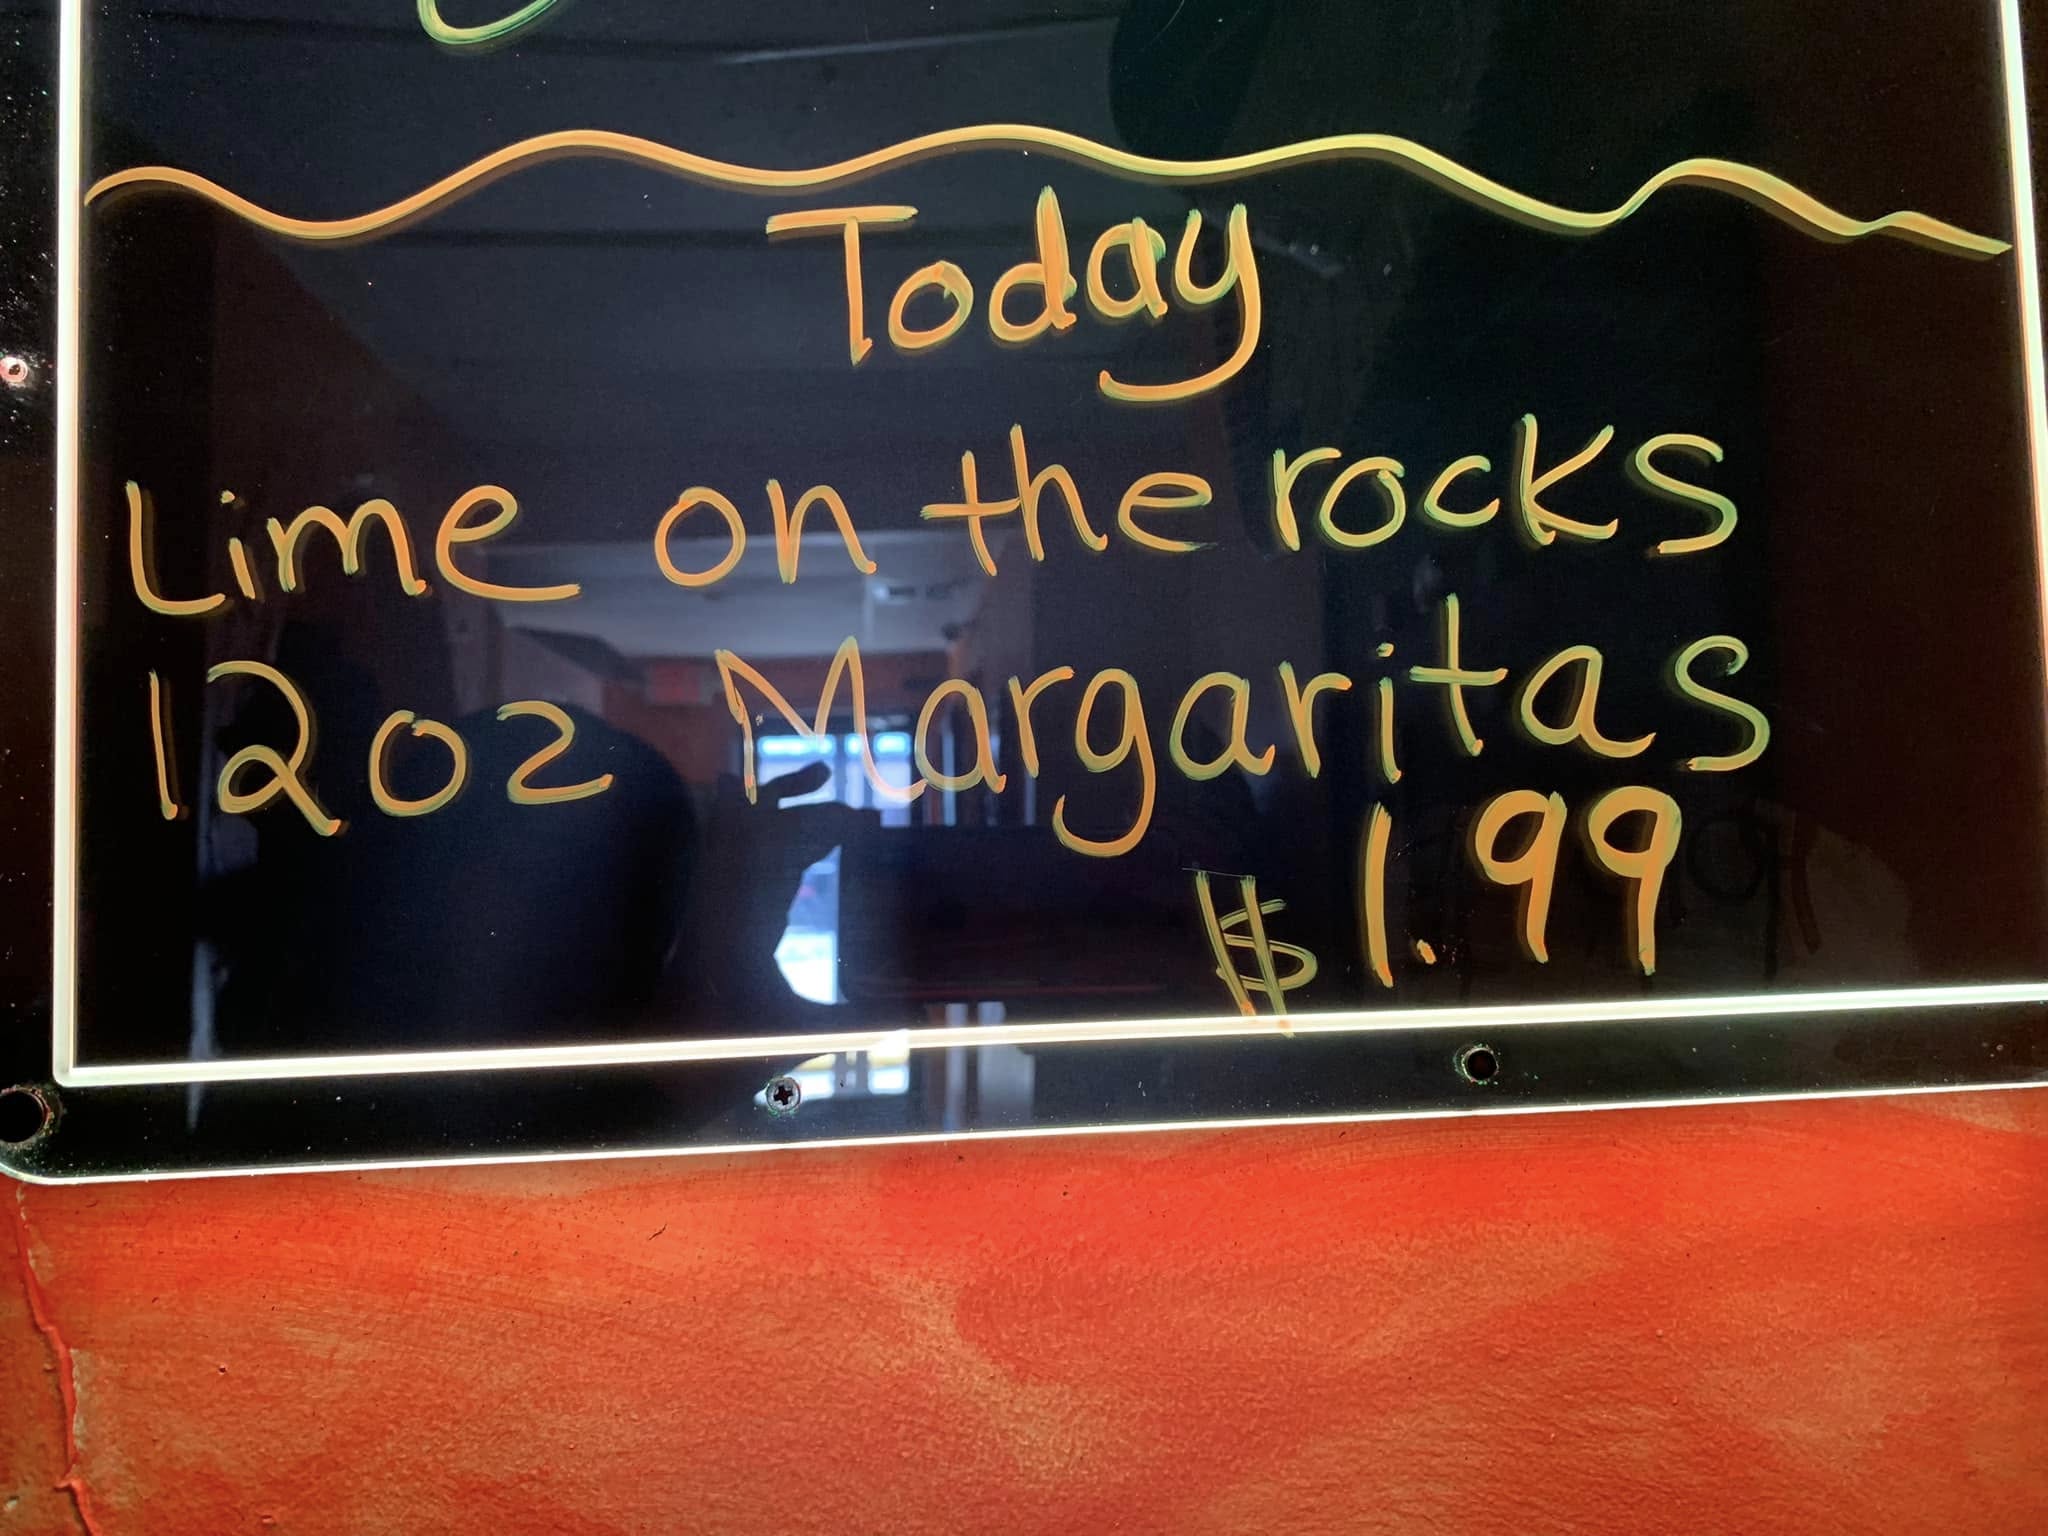 Today
Lime on the rocks
12oz Margaritas
$1.99